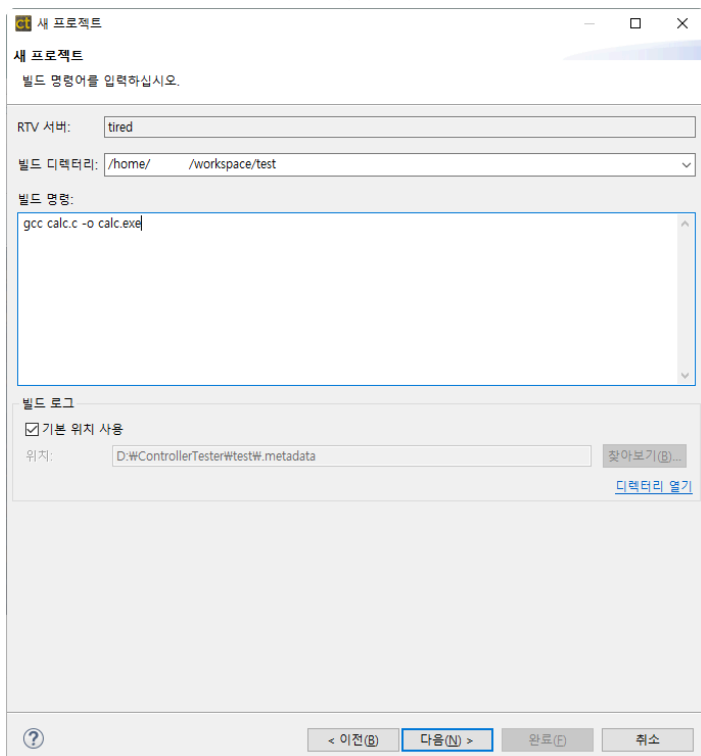 ct 새 프로젝트
새 프로젝트
빌드 명령어를 입력하십시오.
RTV 서버: tired
빌드 디렉터리: /home/ /workspace/test
빌드 명령:
gcc calc.c -o calc.exe
빌드 로그
기본 위치 사용
위치: D:₩ControllerTester₩test₩.metadata 찾아보기(B)...
디렉터리 열기
? < 이전(B) 다음(N) > 완료(F) 취소